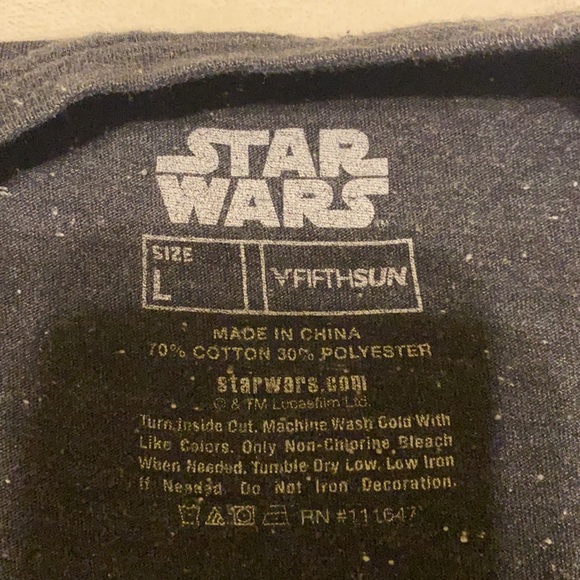 STAR
WARS
SIZE
L
FIFTHSUN
MADE IN CHINA
70% COTTON 30% POLYESTER
starwars.com
© & TM Lucasfilm Ltd.
Turn Inside Out. Machine Wash Cold With
Like Colors. Only Non-Chlorine Bleach
When Needed. Tumble Dry Low. Low Iron
If Needed. Do Not Iron Decoration.
RN #111647